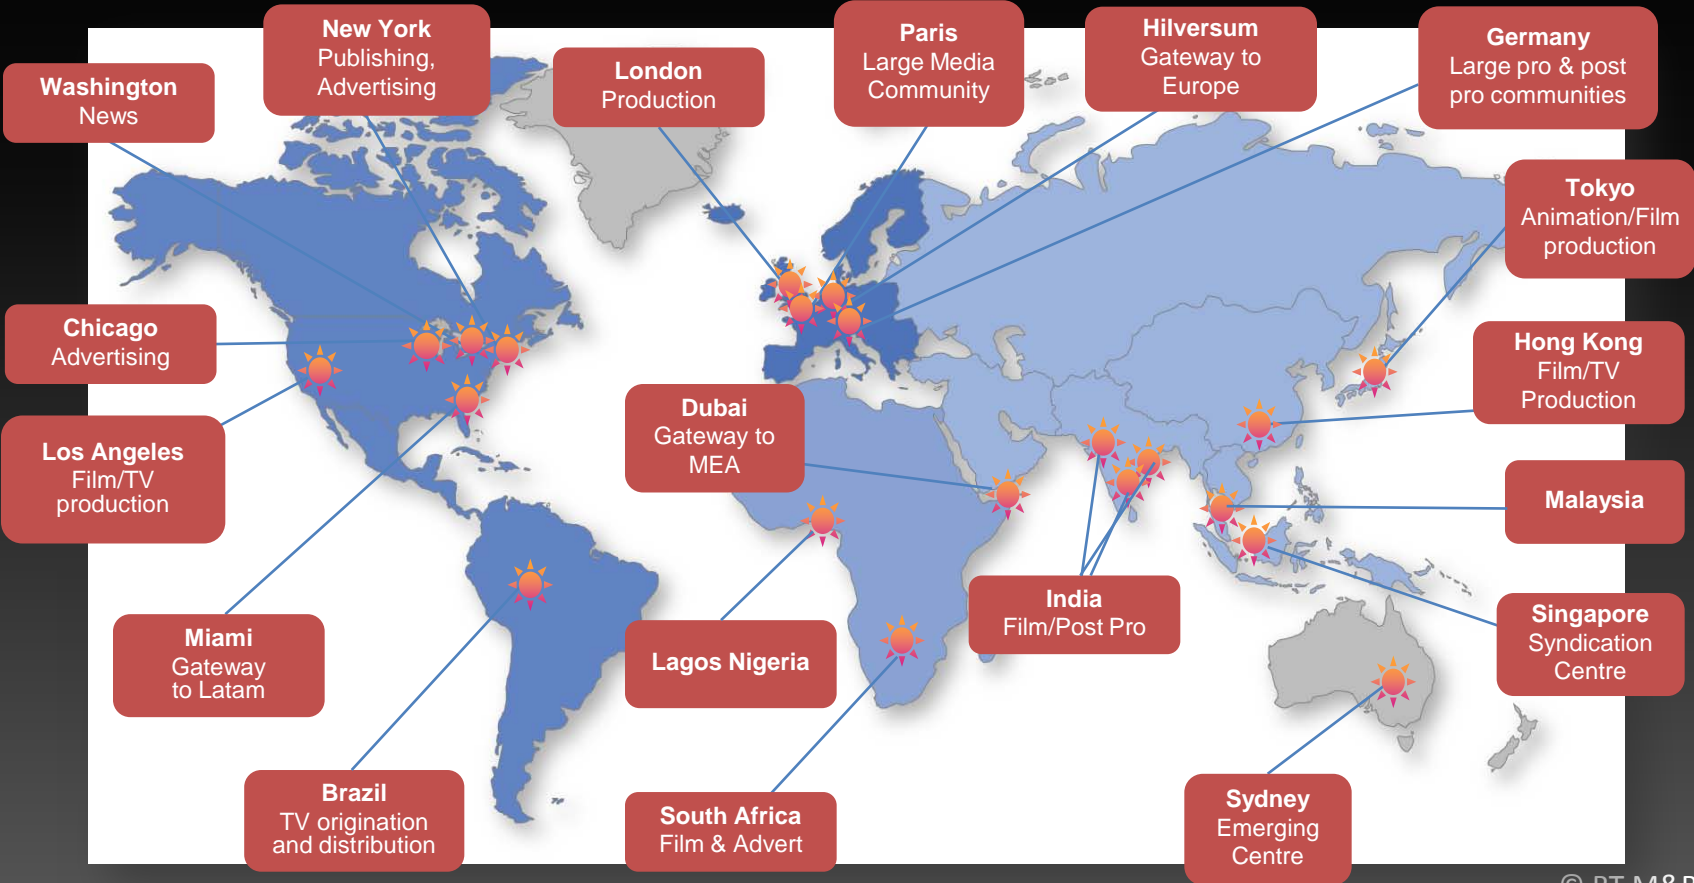 New York
Publishing,
Advertising
Paris
Large Media
Community
Hilversum
Gateway to
Europe
Germany
Large pro & post
pro communities
Washington
News
London
Production
Tokyo
Animation/Film
production
Chicago
Advertising
Hong Kong
Film/TV
Production
Los Angeles
Film/TV
production
Dubai
Gateway to
MEA
Malaysia
India
Film/Post Pro
Singapore
Syndication
Centre
Miami
Gateway
to Latam
Lagos Nigeria
Brazil
TV origination
and distribution
South Africa
Film & Advert
Sydney
Emerging
Centre